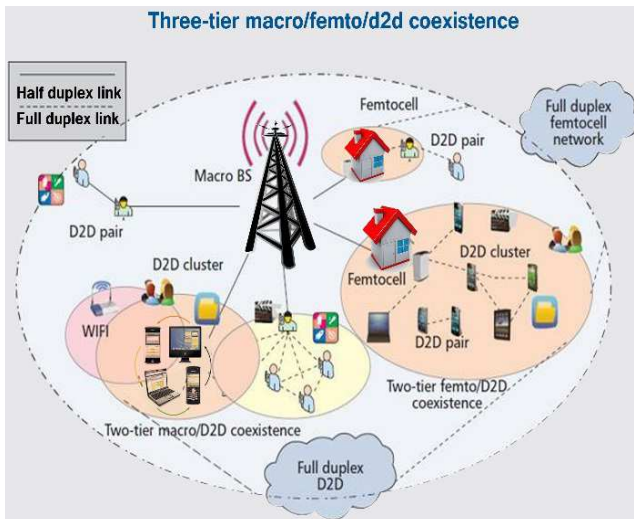 Three-tier macro/femto/d2d coexistence
Half duplex link
Full duplex link
Femtocell
Full duplex
femtocell
network
D2D pair
Macro BS
D2D pair
D2D cluster
D2D cluster
Femtocell
WIFI
D2D pair
Two-tier femto/D2D
coexistence
Two-tier macro/D2D coexistence
Full duplex
D2D